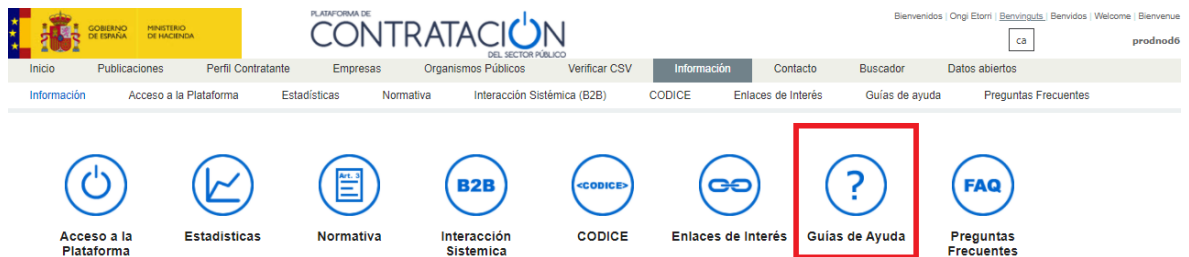 GOBIERNO DE ESPAÑA
MINISTERIO DE HACIENDA
PLATAFORMA DE
CONTRATACIÓN
DEL SECTOR PÚBLICO
Bienvenidos | Ongi Etorri | Benvinguts | Benvidos | Welcome | Bienvenue
ca
prodnod6
Inicio Publicaciones Perfil Contratante Empresas Organismos Públicos Verificar CSV Información Contacto Buscador Datos abiertos
Información Acceso a la Plataforma Estadísticas Normativa Interacción Sistémica (B2B) CODICE Enlaces de Interés Guías de ayuda Preguntas Frecuentes
Art. 3
B2B
<CODICE>
?
FAQ
Acceso a la Plataforma
Estadisticas
Normativa
Interacción Sistemica
CODICE
Enlaces de Interés
Guías de Ayuda
Preguntas Frecuentes